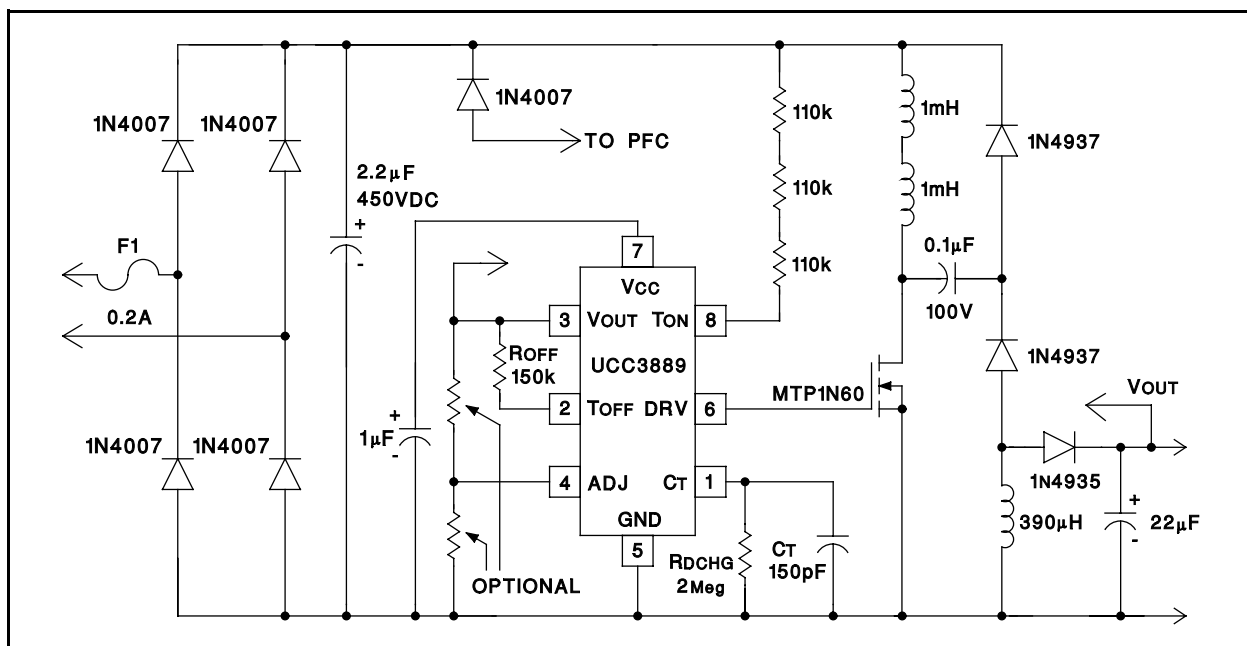 1N4007
1N4007
1N4007
TO PFC
110k
110k
110k
1mH
1mH
1N4937
2.2µF
450VDC
+
-
F1
0.2A
0.1µF
100V
7
VCC
3
VOUT
TON
8
ROFF
150k
UCC3889
MTP1N60
1N4937
2
TOFF
DRV
6
VOUT
+
1µF
-
1N4007
1N4007
4
ADJ
CT
1
1N4935
GND
5
390µH
+
22µF
-
OPTIONAL
RDCHG
2Meg
CT
150pF